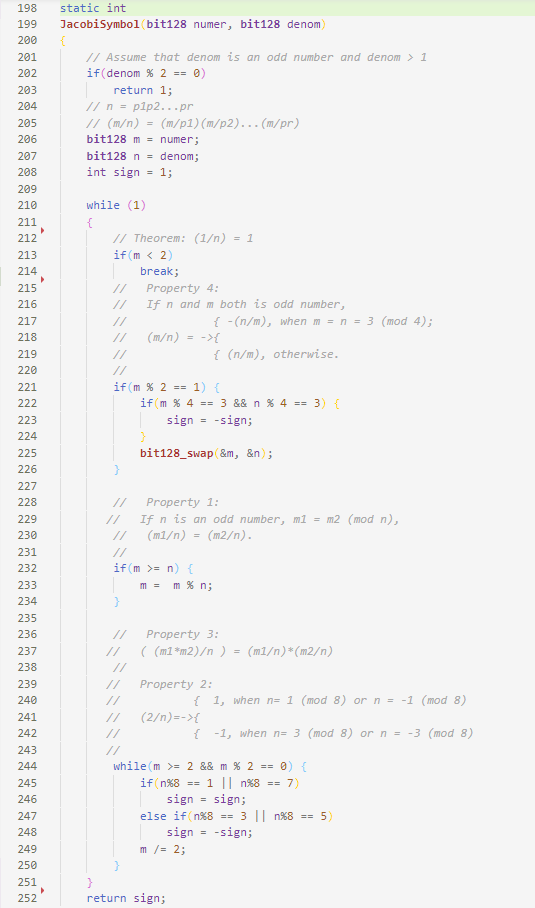 198 static int
199 JacobiSymbol(bit128 numer, bit128 denom)
200 {
201 // Assume that denom is an odd number and denom > 1
202 if(denom % 2 == 0)
203 return 1;
204 // n = p1p2...pr
205 // (m/n) = (m/p1)(m/p2)...(m/pr)
206 bit128 m = numer;
207 bit128 n = denom;
208 int sign = 1;
209
210 while (1)
211 {
212 // Theorem: (1/n) = 1
213 if(m < 2)
214 break;
215 // Property 4:
216 // If n and m both is odd number,
217 // { -(n/m), when m = n = 3 (mod 4);
218 // (m/n) = ->{
219 // { (n/m), otherwise.
220 //
221 if(m % 2 == 1) {
222 if(m % 4 == 3 && n % 4 == 3) {
223 sign = -sign;
224 }
225 bit128_swap(&m, &n);
226 }
227
228 // Property 1:
229 // If n is an odd number, m1 = m2 (mod n),
230 // (m1/n) = (m2/n).
231 //
232 if(m >= n) {
233 m = m % n;
234 }
235
236 // Property 3:
237 // ( (m1*m2)/n ) = (m1/n)*(m2/n)
238 //
239 // Property 2:
240 // { 1, when n= 1 (mod 8) or n = -1 (mod 8)
241 // (2/n)=->{
242 // { -1, when n= 3 (mod 8) or n = -3 (mod 8)
243 //
244 while(m >= 2 && m % 2 == 0) {
245 if(n%8 == 1 || n%8 == 7)
246 sign = sign;
247 else if(n%8 == 3 || n%8 == 5)
248 sign = -sign;
249 m /= 2;
250 }
251 }
252 return sign;